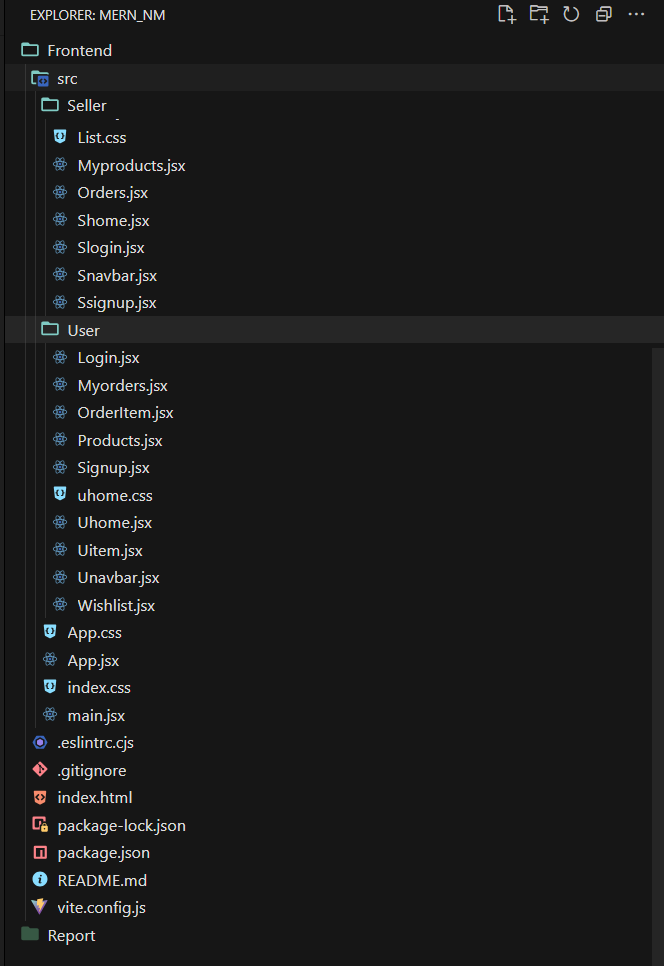 EXPLORER: MERN_NM
Frontend
src
Seller
List.css
Myproducts.jsx
Orders.jsx
Shome.jsx
Slogin.jsx
Snavbar.jsx
Ssignup.jsx
User
Login.jsx
Myorders.jsx
OrderItem.jsx
Products.jsx
Signup.jsx
uhome.css
Uhome.jsx
Uitem.jsx
Unavbar.jsx
Wishlist.jsx
App.css
App.jsx
index.css
main.jsx
.eslintrc.cjs
.gitignore
index.html
package-lock.json
package.json
README.md
vite.config.js
Report